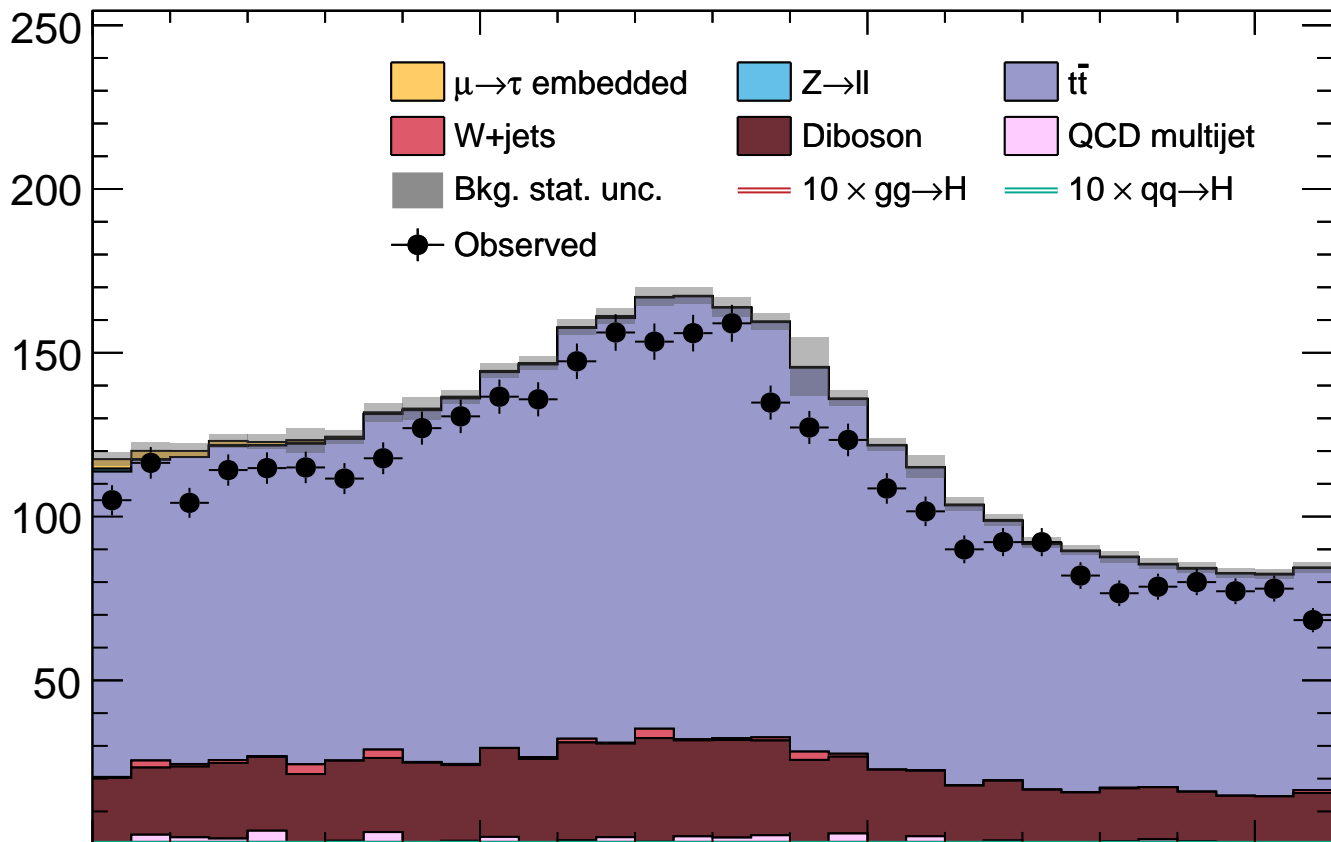 250
μ→τ embedded Z→ll tt̄
W+jets Diboson QCD multijet
200
Bkg. stat. unc. 10 × gg→H 10 × qq→H
Observed
150
100
50